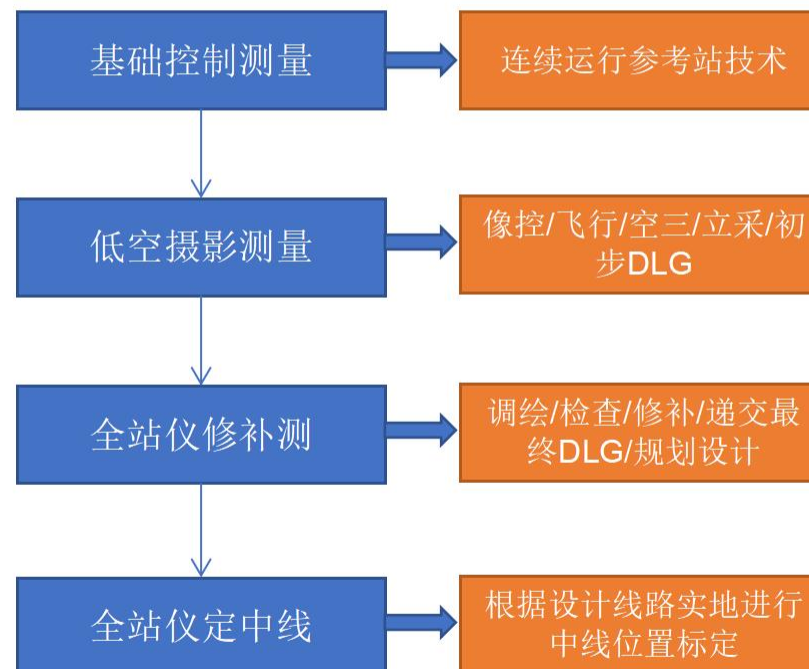 基础控制测量
连续运行参考站技术
低空摄影测量
像控/飞行/空三/立采/初
步DLG
全站仪修补测
调绘/检查/修补/递交最
终DLG/规划设计
全站仪定中线
根据设计线路实地进行
中线位置标定